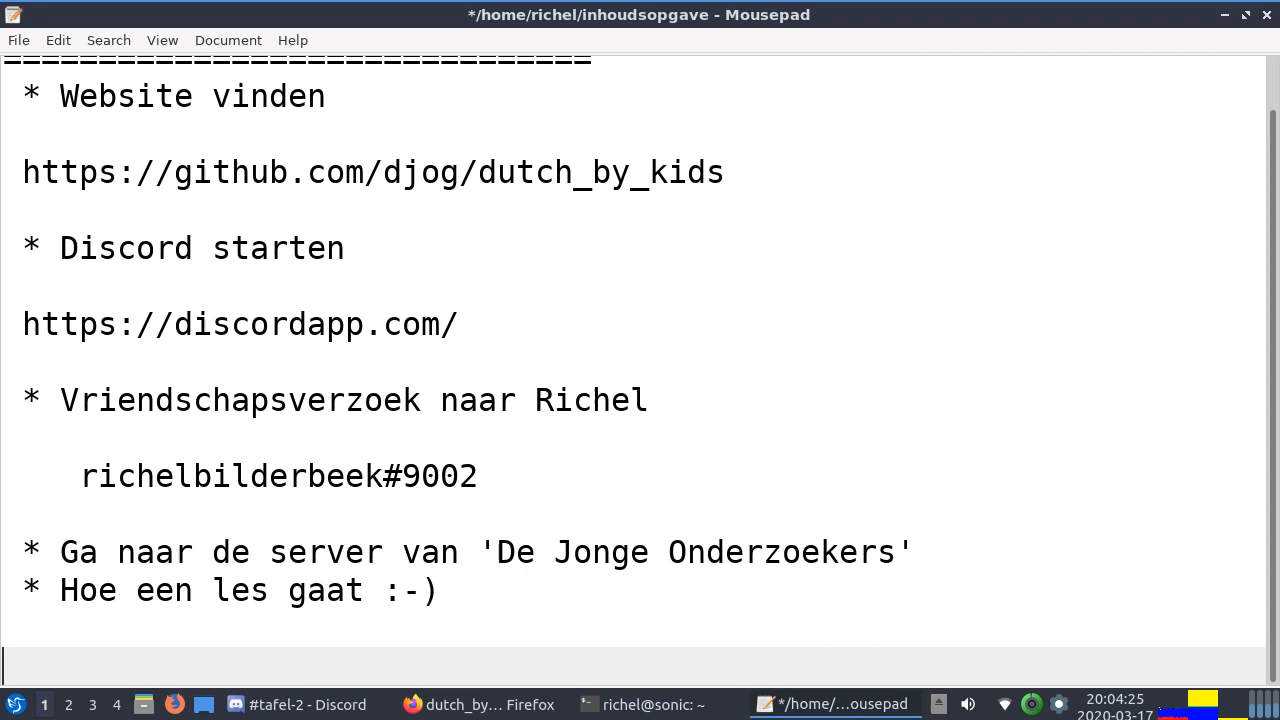 */home/richel/inhoudsopgave - Mousepad
File Edit Search View Document Help
===============================
* Website vinden
https://github.com/djog/dutch_by_kids
* Discord starten
https://discordapp.com/
* Vriendschapsverzoek naar Richel
richelbilderbeek#9002
* Ga naar de server van 'De Jonge Onderzoekers'
* Hoe een les gaat :-)
1 2 3 4 #tafel-2 - Discord dutch_by... Firefox richel@sonic: ~ */home/...ousepad 20:04:25
2020-03-17